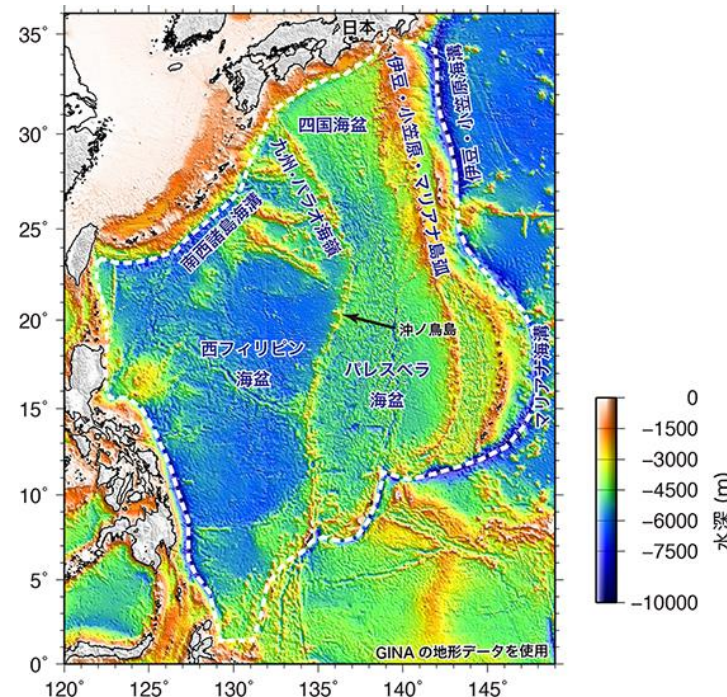 日本
伊豆・小笠原・マリアナ島弧
伊豆・小笠原海溝
四国海盆
九州・パラオ海嶺
南西諸島海溝
沖ノ鳥島
西フィリピン
海盆
パレスベラ
海盆
マリアナ海溝
GINA の地形データを使用
35°
30°
25°
20°
15°
10°
5°
0°
120°
125°
130°
135°
140°
145°
0
−1500
−3000
−4500
−6000
−7500
−10000
水深 (m)